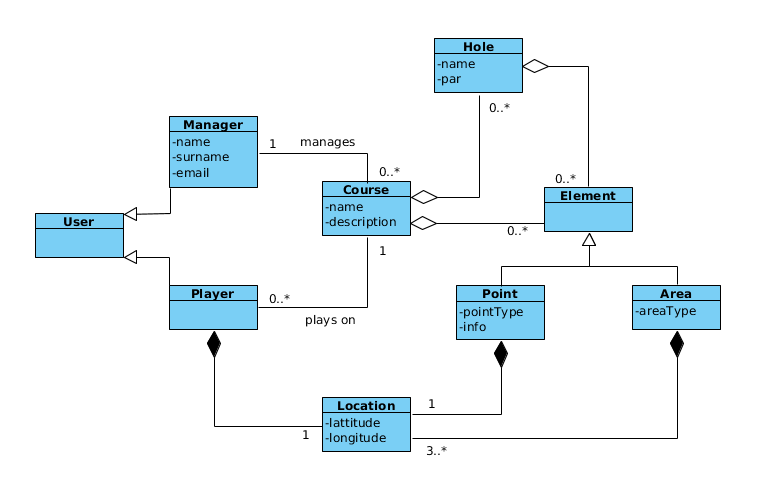 Hole
-name
-par
0..*
Manager
-name
-surname
-email
1
manages
0..*
0..*
Course
-name
-description
Element
0..*
User
1
Player
0..*
plays on
Point
-pointType
-info
Area
-areaType
Location
-lattitude
-longitude
1
1
3..*